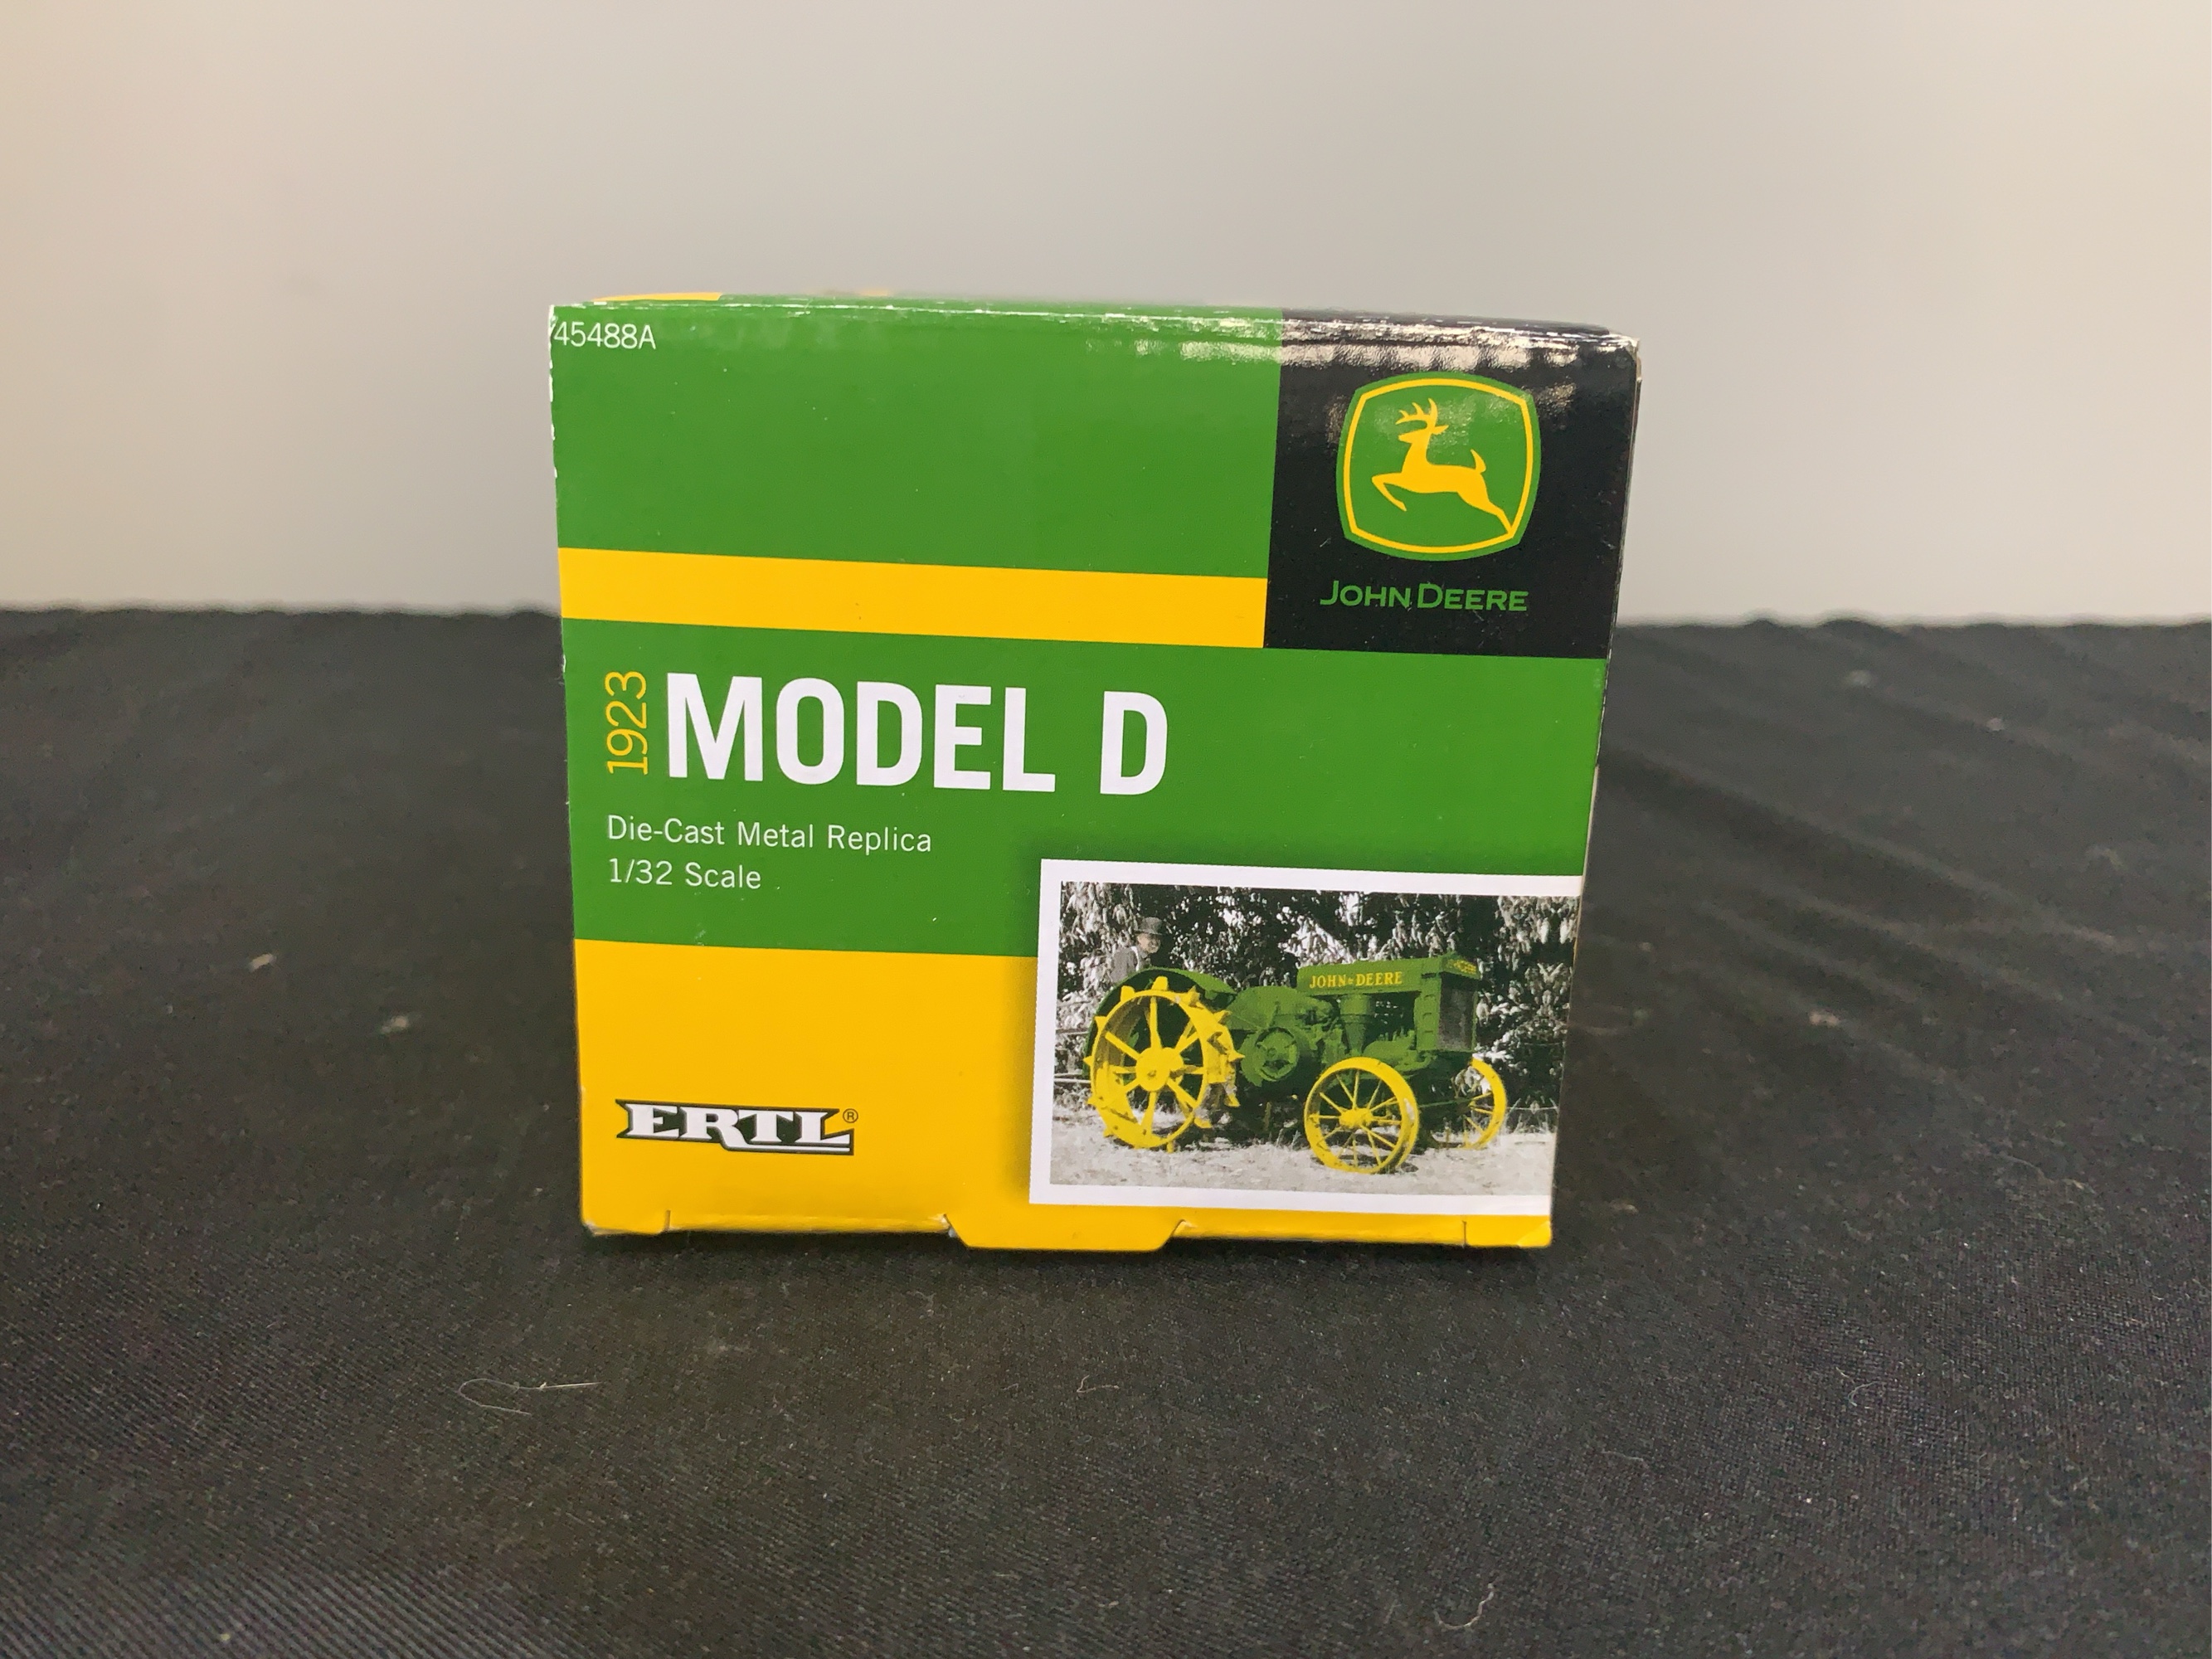 45488A
JOHN DEERE
1923
MODEL D
Die-Cast Metal Replica
1/32 Scale
JOHN DEERE
ERTL®